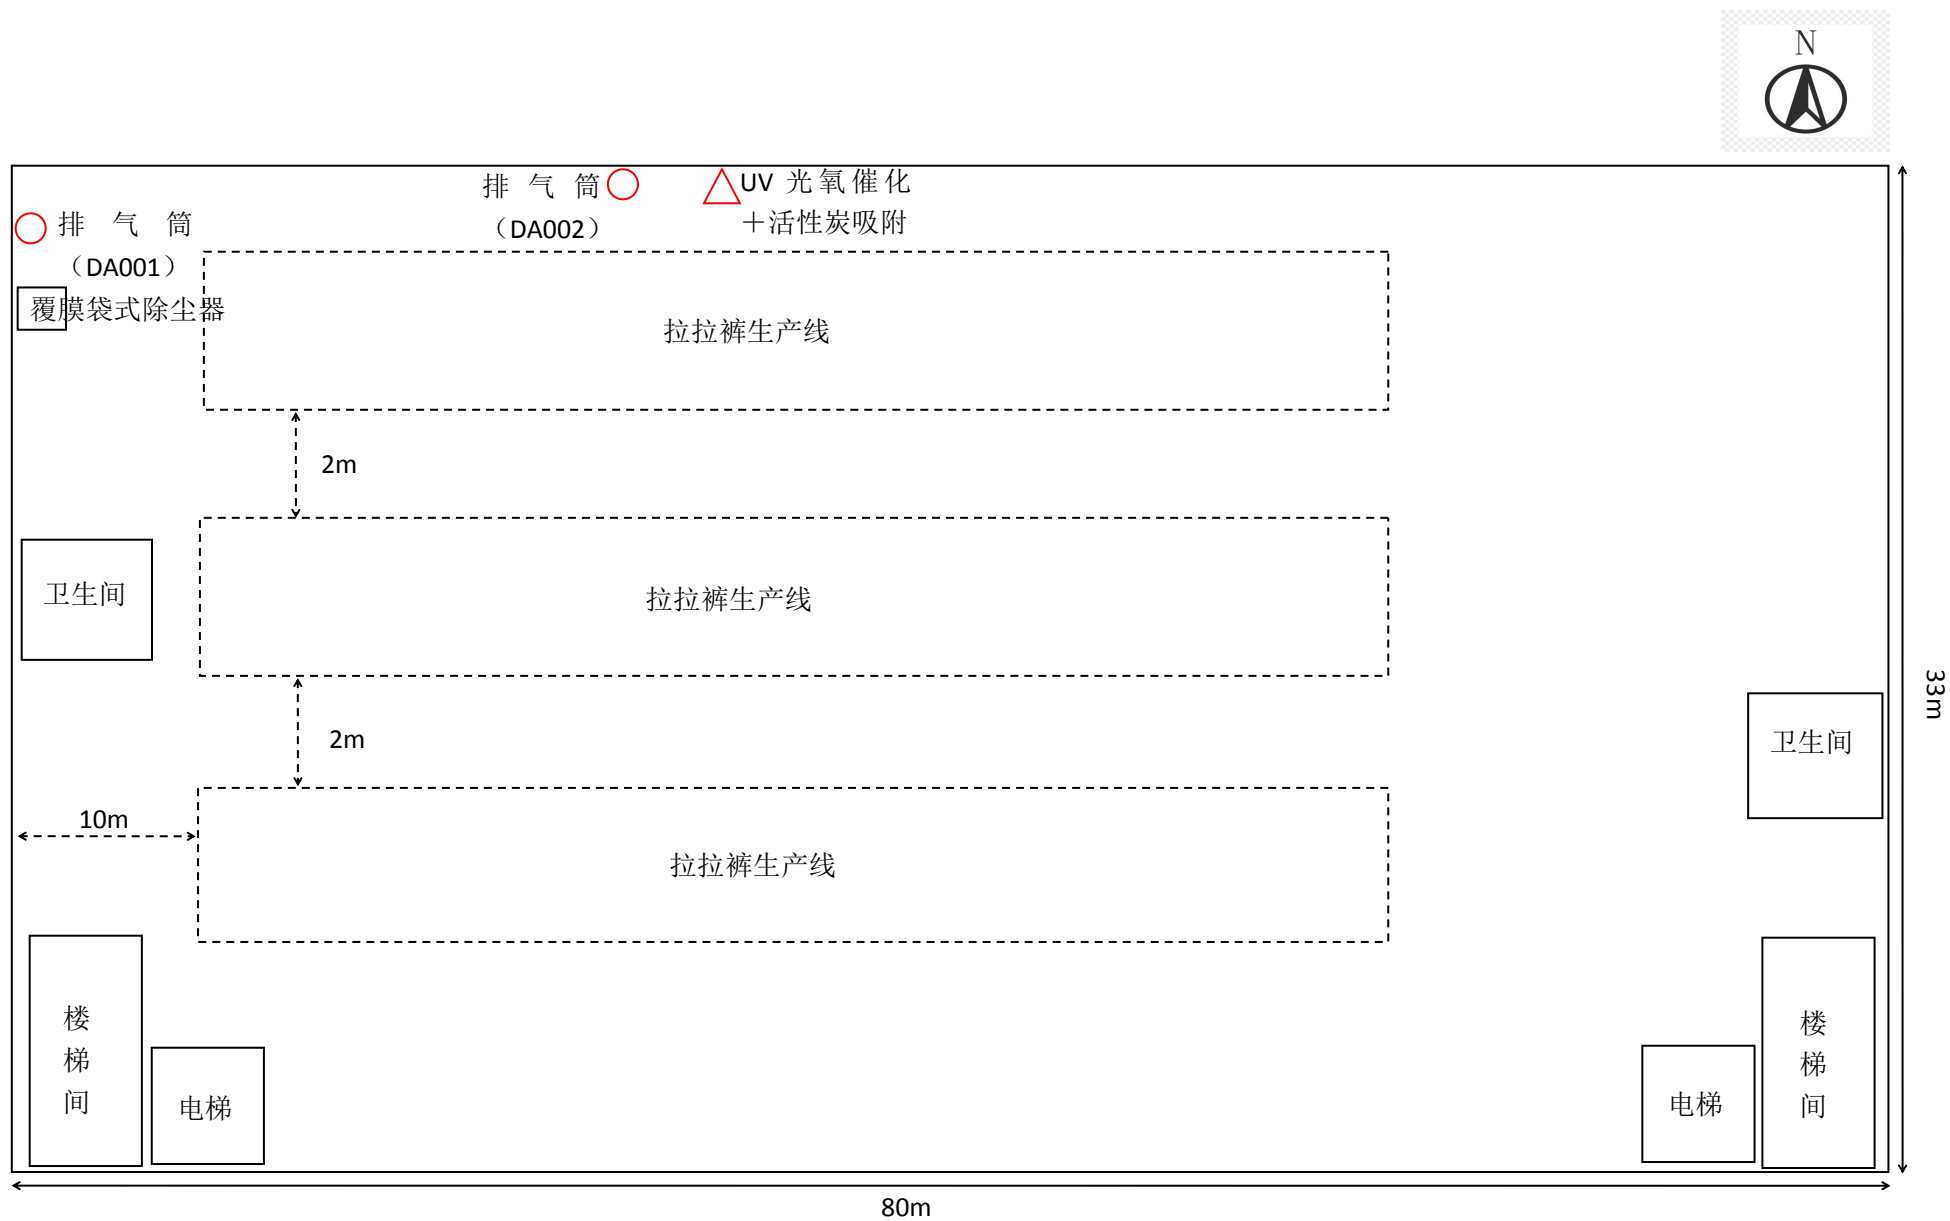 N
排 气 筒
（DA002）
UV 光氧催化
＋活性炭吸附
排 气 筒
（DA001）
覆膜袋式除尘器
拉拉裤生产线
2m
拉拉裤生产线
卫生间
2m
卫生间
33m
10m
拉拉裤生产线
楼
梯
间
电梯
电梯
楼
梯
间
80m